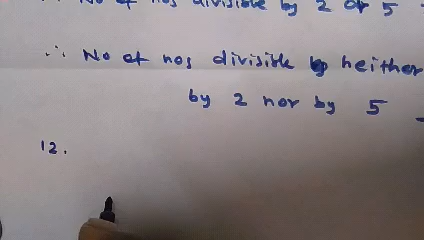 ∴ No of nos divisible by 2 or 5
∴ No of nos divisible neither
by 2 nor by 5
12.